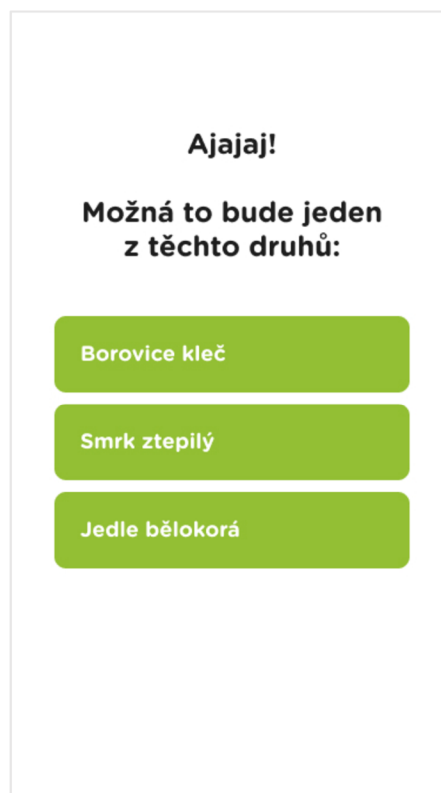 Ajajaj!
Možná to bude jeden
z těchto druhů:
Borovice kleč
Smrk ztepilý
Jedle bělokorá